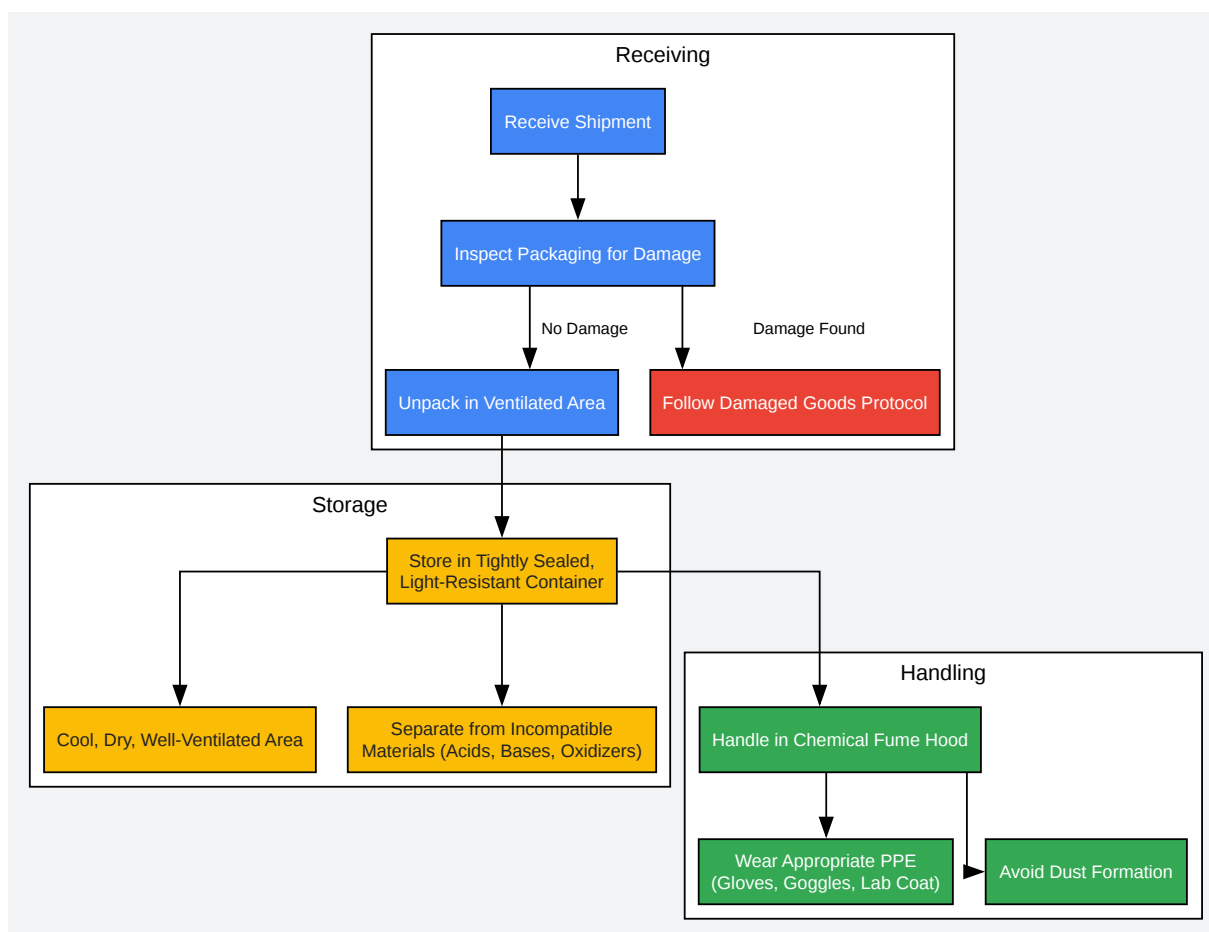 Receiving
Receive Shipment
Inspect Packaging for Damage
No Damage
Damage Found
Unpack in Ventilated Area
Follow Damaged Goods Protocol
Storage
Store in Tightly Sealed,
Light-Resistant Container
Cool, Dry, Well-Ventilated Area
Separate from Incompatible
Materials (Acids, Bases, Oxidizers)
Handling
Handle in Chemical Fume Hood
Wear Appropriate PPE
(Gloves, Goggles, Lab Coat)
Avoid Dust Formation